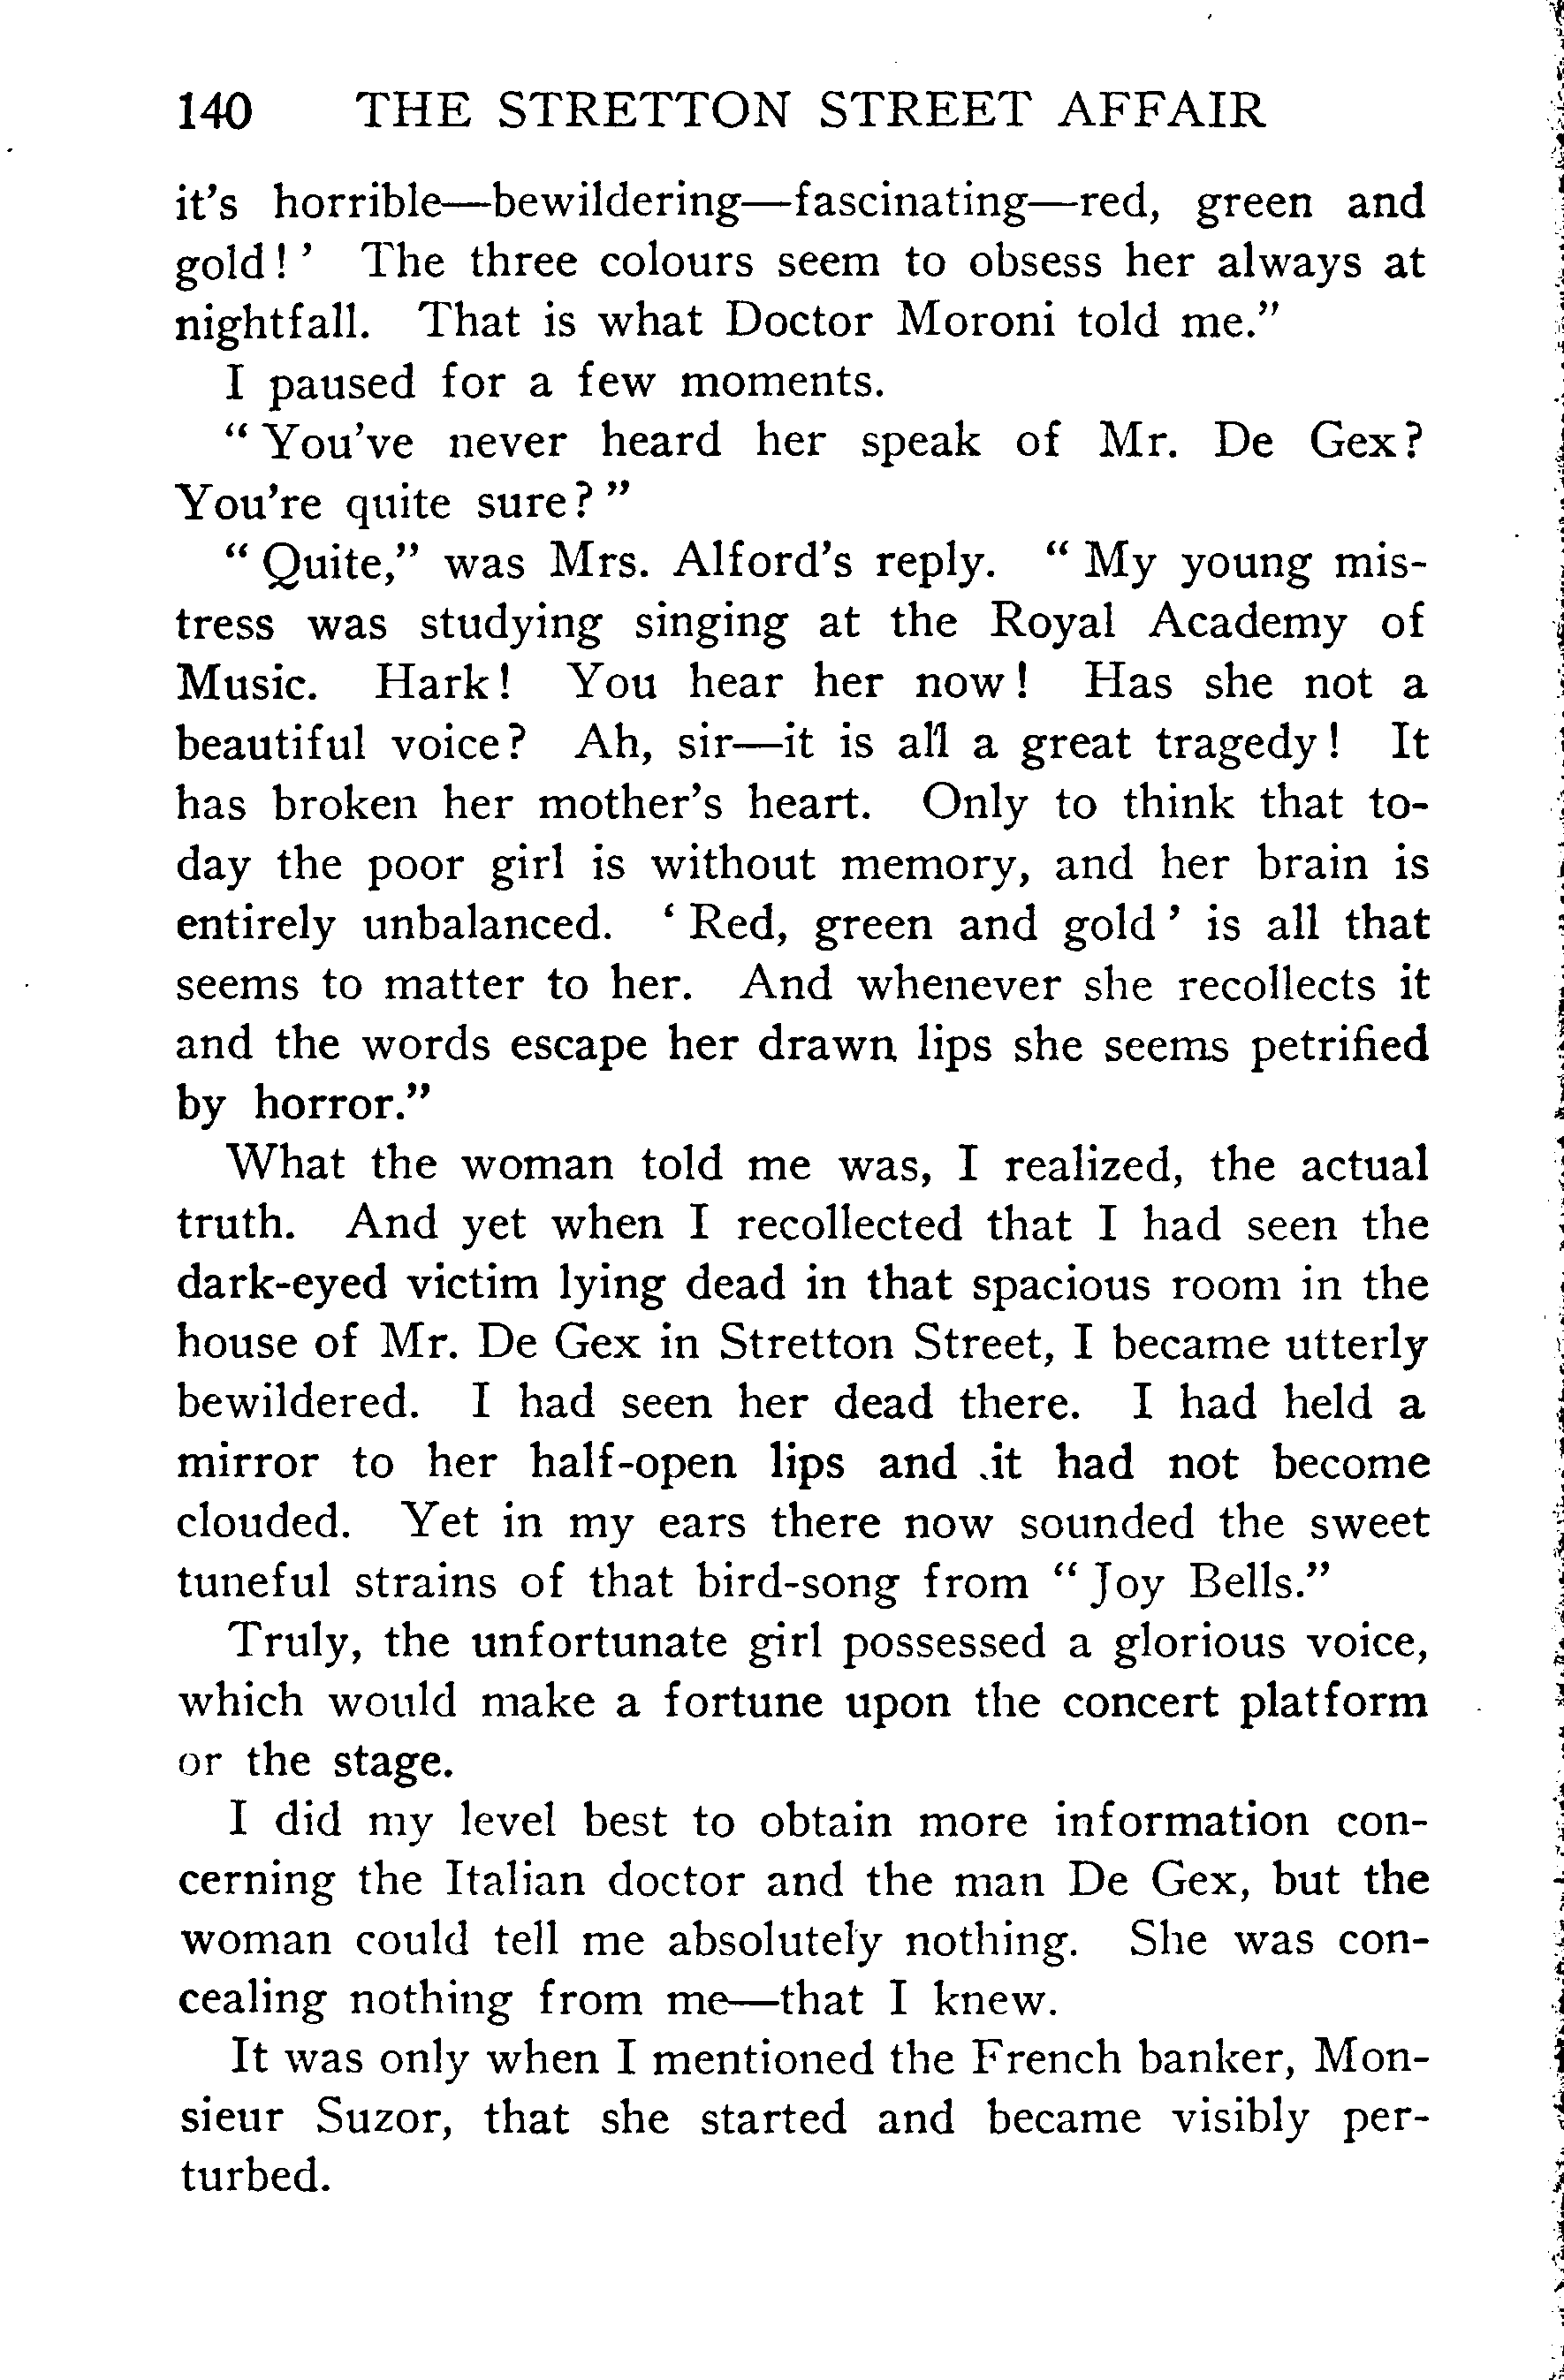 140 THE STRETTON STREET AFFAIR
it's horrible—bewildering—fascinating—red, green and
gold!' The three colours seem to obsess her always at
nightfall. That is what Doctor Moroni told me."
I paused for a few moments.
"You've never heard her speak of Mr. De Gex?
You're quite sure?"
"Quite," was Mrs. Alford's reply. "My young mis-
tress was studying singing at the Royal Academy of
Music. Hark! You hear her now! Has she not a
beautiful voice? Ah, sir—it is all a great tragedy! It
has broken her mother's heart. Only to think that to-
day the poor girl is without memory, and her brain is
entirely unbalanced. 'Red, green and gold' is all that
seems to matter to her. And whenever she recollects it
and the words escape her drawn lips she seems petrified
by horror."
What the woman told me was, I realized, the actual
truth. And yet when I recollected that I had seen the
dark-eyed victim lying dead in that spacious room in the
house of Mr. De Gex in Stretton Street, I became utterly
bewildered. I had seen her dead there. I had held a
mirror to her half-open lips and it had not become
clouded. Yet in my ears there now sounded the sweet
tuneful strains of that bird-song from "Joy Bells."
Truly, the unfortunate girl possessed a glorious voice,
which would make a fortune upon the concert platform
or the stage.
I did my level best to obtain more information con-
cerning the Italian doctor and the man De Gex, but the
woman could tell me absolutely nothing. She was con-
cealing nothing from me—that I knew.
It was only when I mentioned the French banker, Mon-
sieur Suzor, that she started and became visibly per-
turbed.